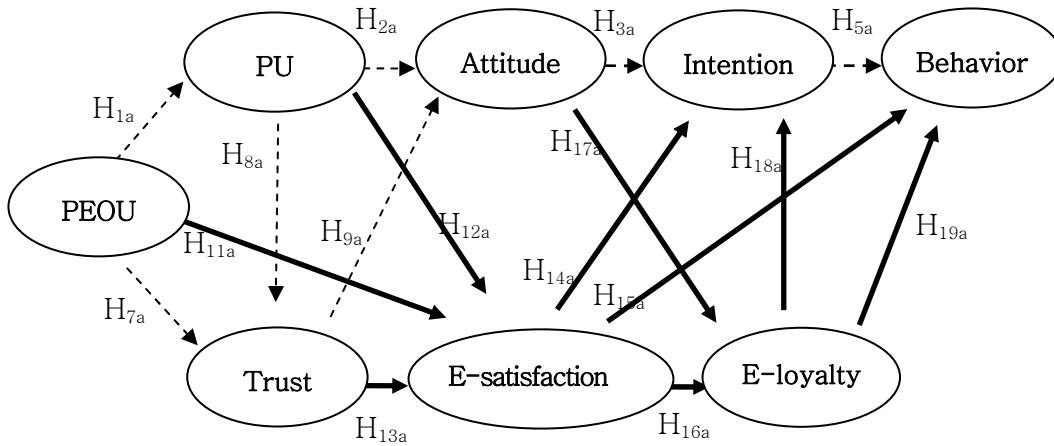 H2a
H3a
H5a
PU
Attitude
Intention
Behavior
H1a
H8a
H17a
H18a
PEOU
H11a
H9a
H12a
H19a
H14a
H15a
H7a
Trust
E-satisfaction
E-loyalty
H13a
H16a